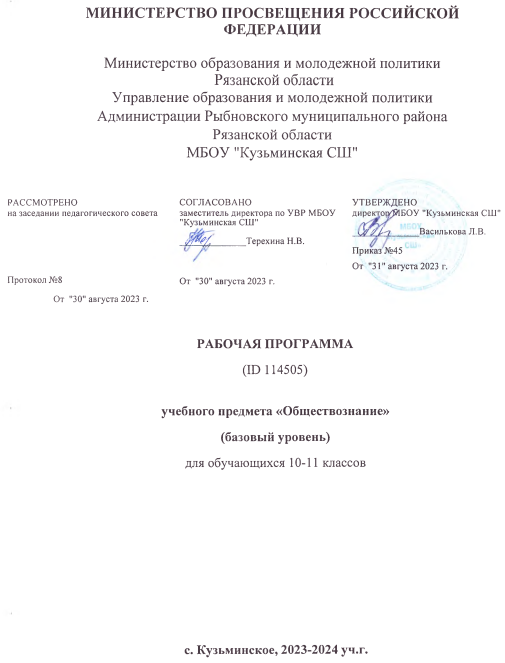 МИНИСТЕРСТВО ПРОСВЕЩЕНИЯ РОССИЙСКОЙ
ФЕДЕРАЦИИ
Министерство образования и молодежной политики
Рязанской области
Управление образования и молодежной политики
Администрации Рыбновского муниципального района
Рязанской области
МБОУ "Кузьминская СШ"
РАССМОТРЕНО
на заседании педагогического совета
Протокол №8
От "30" августа 2023 г.
СОГЛАСОВАНО
заместитель директора по УВР МБОУ
"Кузьминская СШ"
Терехина Н.В.
От "30" августа 2023 г.
УТВЕРЖДЕНО
директор МБОУ "Кузьминская СШ"
Василькова Л.В.
Приказ №45
От "31" августа 2023 г.
РАБОЧАЯ ПРОГРАММА
(ID 114505)
учебного предмета «Обществознание»
(базовый уровень)
для обучающихся 10-11 классов
с. Кузьминское, 2023-2024 уч.г.